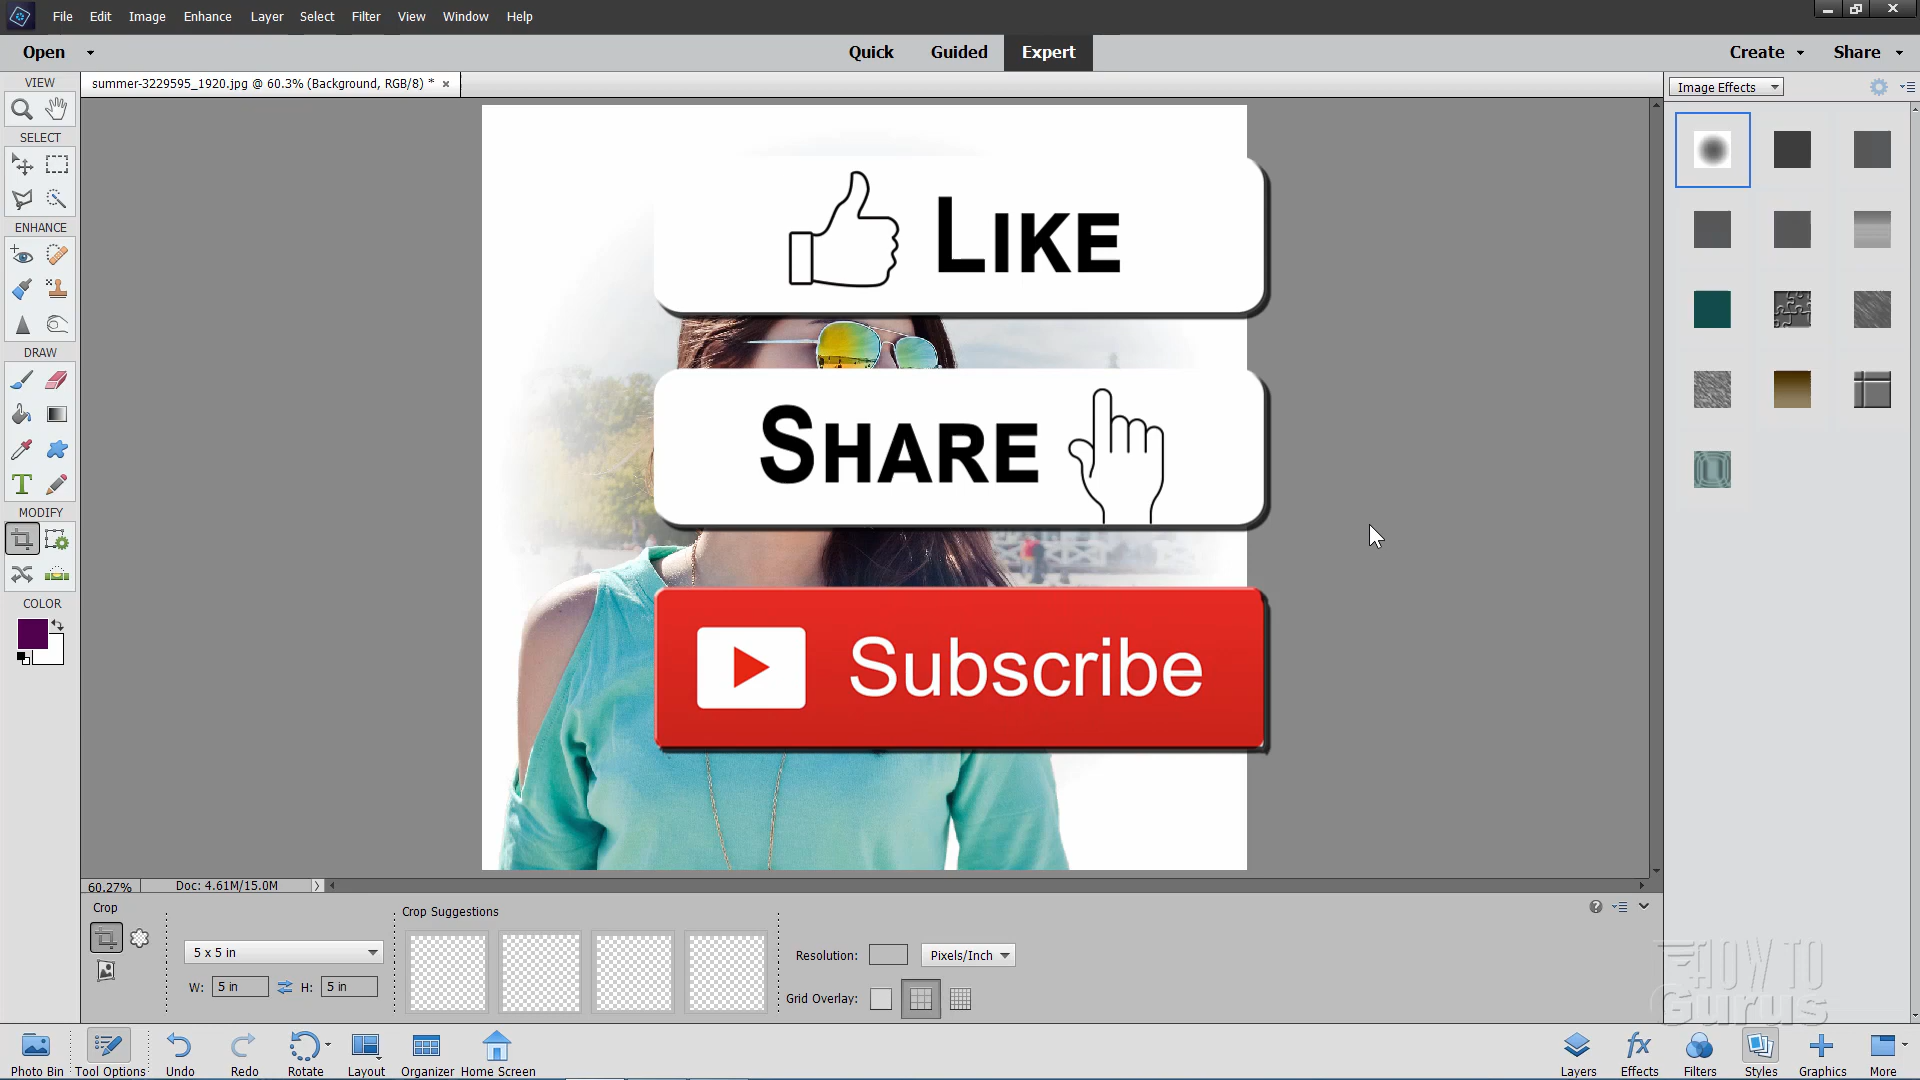 File Edit Image Enhance Layer Select Filter View Window Help
Open Quick Guided Expert Create Share
summer-3229595_1920.jpg @ 60.3% (Background, RGB/8) * ×
Image Effects
VIEW
SELECT
ENHANCE
DRAW
MODIFY
COLOR
LIKE
SHARE
Subscribe
60.27% Doc: 4.61M/15.0M
Crop
5 x 5 in
W: 5 in H: 5 in
Crop Suggestions
Resolution: Pixels/Inch
Grid Overlay:
HOW TO
Gurus
Photo Bin Tool Options Undo Redo Rotate Layout Organizer Home Screen Layers Effects Filters Styles Graphics More